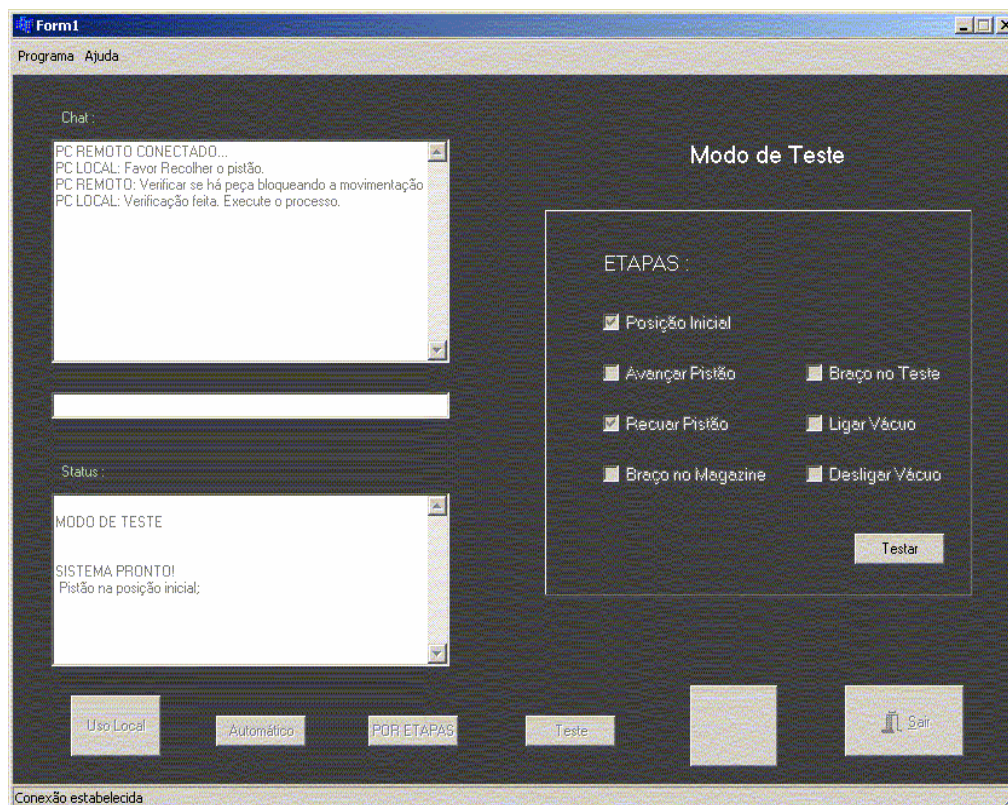 Form1
Programa Ajuda
Chat :
PC REMOTO CONECTADO...
PC LOCAL: Favor Recolher o pistão.
PC REMOTO: Verificar se há peça bloqueando a movimentação
PC LOCAL: Verificação feita. Execute o processo.
Status :
MODO DE TESTE
SISTEMA PRONTO!
Pistão na posição inicial;
Modo de Teste
ETAPAS :
Posição Inicial
Avançar Pistão Braço no Teste
Recuar Pistão Ligar Vácuo
Braço no Magazine Desligar Vácuo
Testar
Uso Local Automático POR ETAPAS Teste Sair
Conexão estabelecida